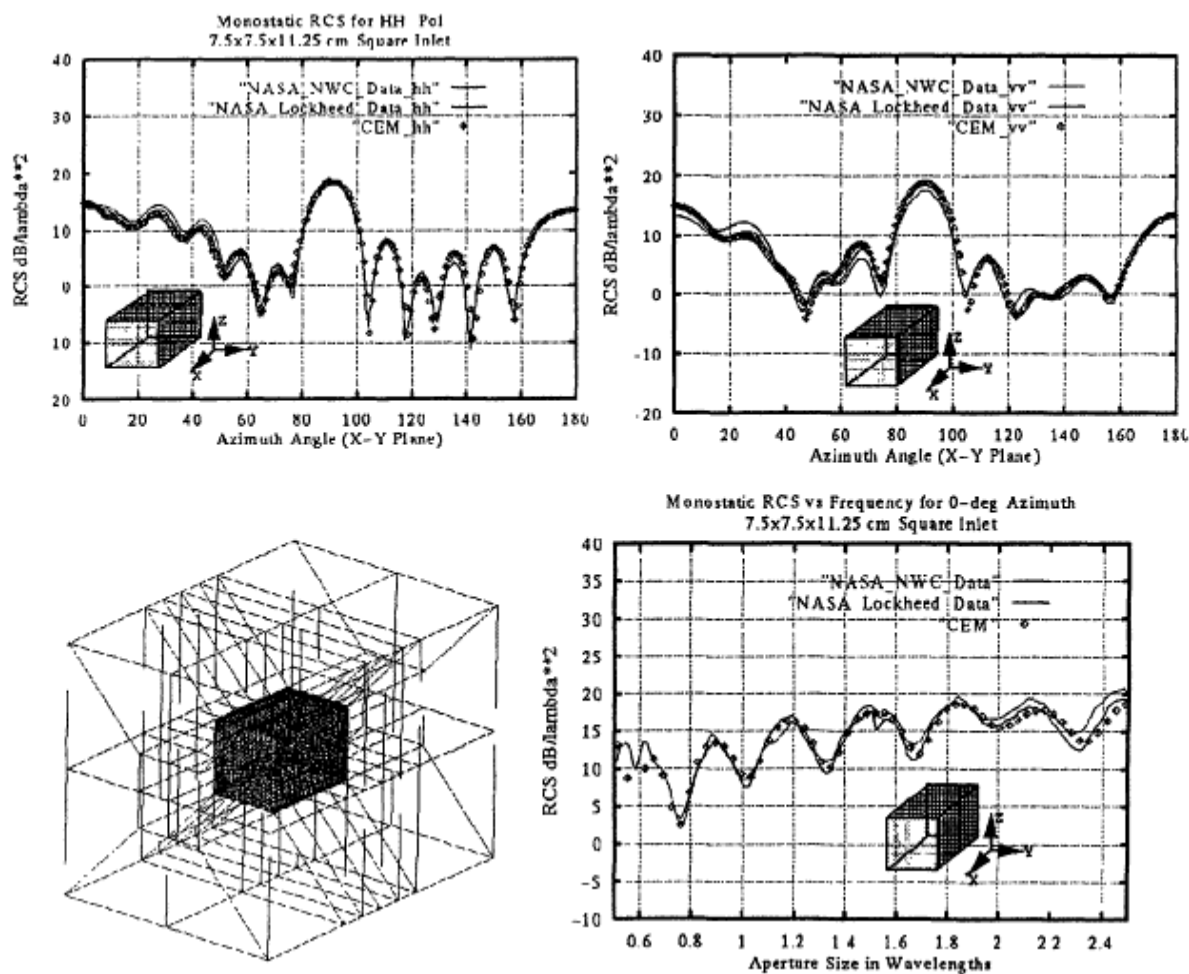 Monostatic RCS for HH Pol
7.5x7.5x11.25 cm Square Inlet
40
30
20
10
0
10
20
RCS dB/lambda**2
"NASA_NWC_Data_hh"
"NASA_Lockheed_Data_hh"
"CEM_hh"
Z
Y
X
0 20 40 60 80 100 120 140 160 180
Azimuth Angle (X-Y Plane)
40
30
20
10
0
-10
-20
RCS dB/lambda**2
"NASA_NWC_Data_vv"
"NASA Lockheed_Data_vv"
"CEM_vv"
Z
Y
X
0 20 40 60 80 100 120 140 160 180
Azimuth Angle (X-Y Plane)
Monostatic RCS vs Frequency for 0-deg Azimuth
7.5x7.5x11.25 cm Square Inlet
40
35
30
25
20
15
10
5
0
-5
-10
RCS dB/lambda**2
"NASA_NWC_Data"
"NASA Lockheed_Data"
"CEM"
Z
Y
X
0.6 0.8 1 1.2 1.4 1.6 1.8 2 2 2 2.4
Aperture Size in Wavelengths